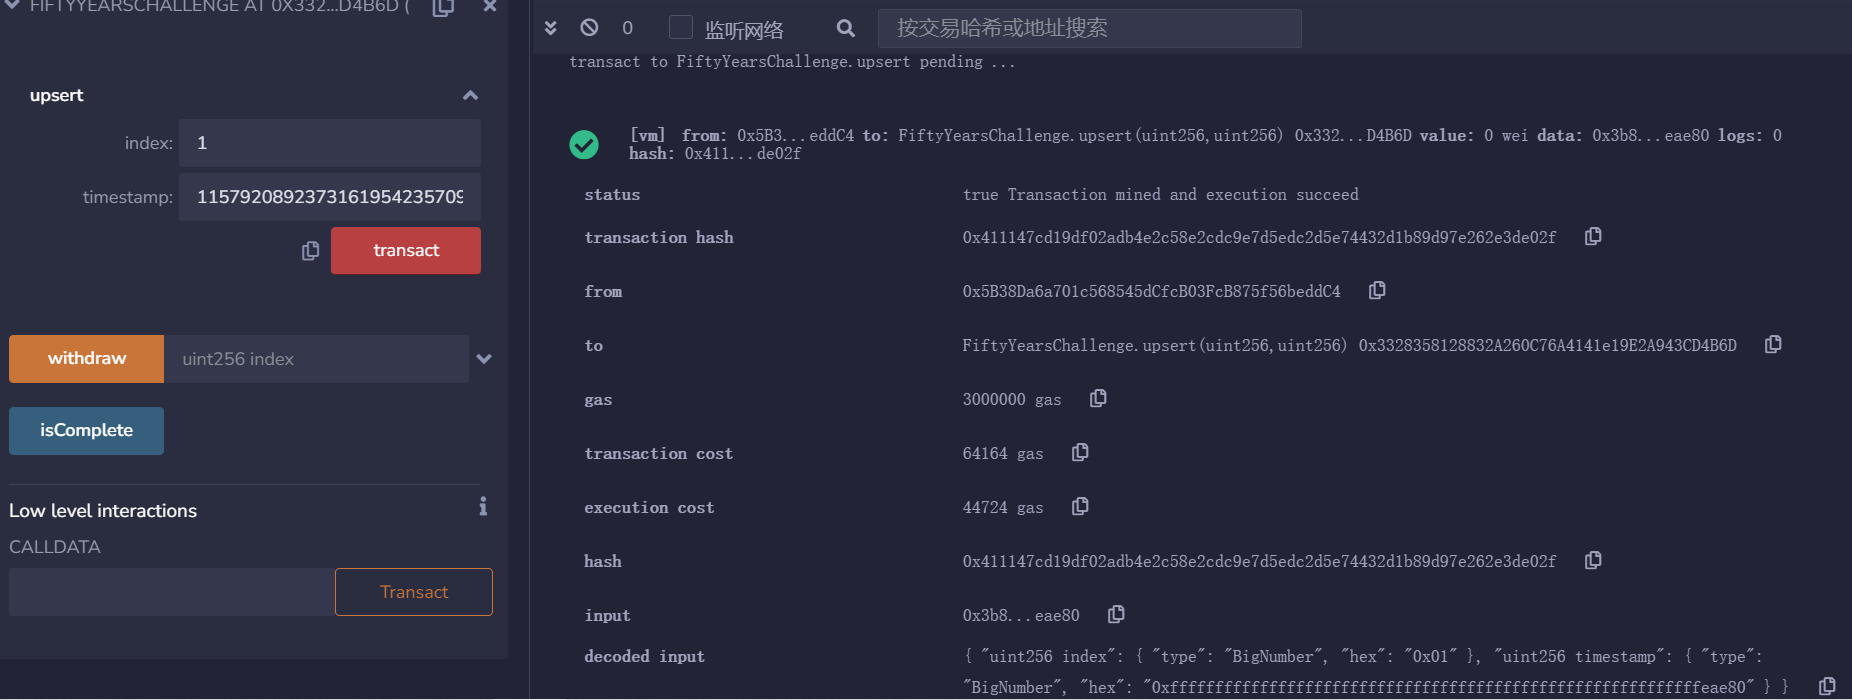 FIFTYYEARSCHALLENGE AT 0X332...D4B6D (
upsert
index: 1
timestamp: 1157920892373161954235709
transact
withdraw uint256 index
isComplete
Low level interactions
CALLDATA
Transact
0 监听网络 按交易哈希或地址搜索
transact to FiftyYearsChallenge.upsert pending ...
[vm] from: 0x5B3...eddC4 to: FiftyYearsChallenge.upsert(uint256,uint256) 0x332...D4B6D value: 0 wei data: 0x3b8...eae80 logs: 0
hash: 0x411...de02f
status true Transaction mined and execution succeed
transaction hash 0x411147cd19df02adb4e2c58e2cdc9e7d5edc2d5e74432d1b89d97e262e3de02f
from 0x5B38Da6a701c568545dCfcB03FcB875f56beddC4
to FiftyYearsChallenge.upsert(uint256,uint256) 0x3328358128832A260C76A4141e19E2A943CD4B6D
gas 3000000 gas
transaction cost 64164 gas
execution cost 44724 gas
hash 0x411147cd19df02adb4e2c58e2cdc9e7d5edc2d5e74432d1b89d97e262e3de02f
input 0x3b8...eae80
decoded input { "uint256 index": { "type": "BigNumber", "hex": "0x01" }, "uint256 timestamp": { "type":
"BigNumber", "hex": "0xfffffffffffffffffffffffffffffffffffffffffffffffffffffffffffeae80" } }